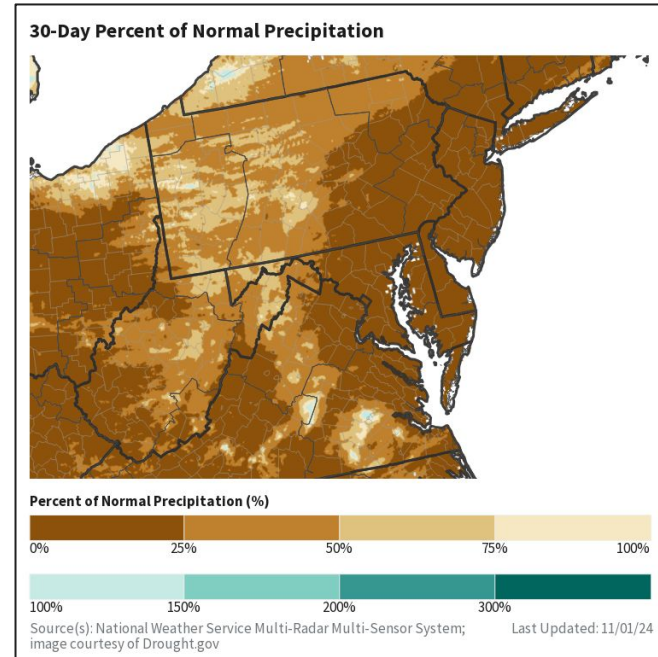 30-Day Percent of Normal Precipitation
Percent of Normal Precipitation (%)
0% 25% 50% 75% 100%
100% 150% 200% 300%
Source(s): National Weather Service Multi-Radar Multi-Sensor System; Last Updated: 11/01/24
image courtesy of Drought.gov